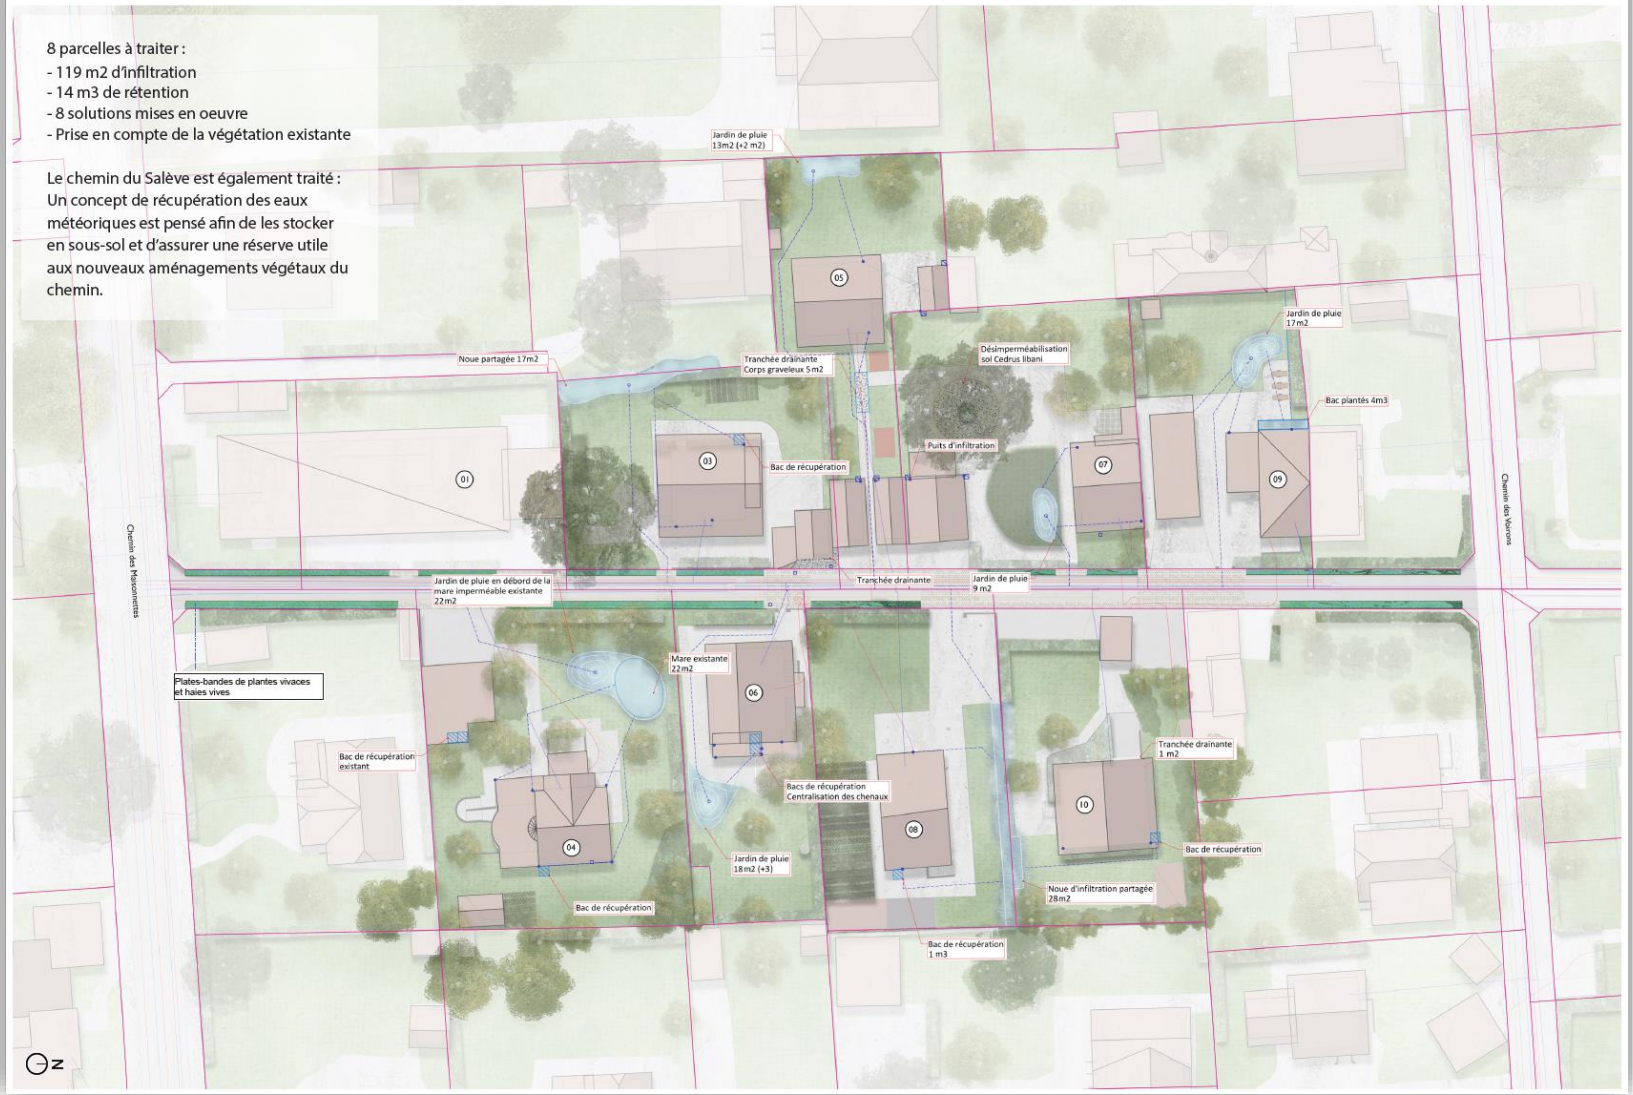 8 parcelles à traiter :
- 119 m2 d'infiltration
- 14 m3 de rétention
- 8 solutions mises en oeuvre
- Prise en compte de la végétation existante
Le chemin du Salève est également traité :
Un concept de récupération des eaux
météoriques est pensé afin de les stocker
en sous-sol et d'assurer une réserve utile
aux nouveaux aménagements végétaux du
chemin.
Jardin de pluie
13m2 (+2 m2)
05
Jardin de pluie
17m2
Noue partagée 17m2
Tranchée drainante
Corps graveleux 5 m2
Désimperméabilisation
sol Cedrus libani
Bac plantés 4m3
Puits d'infiltration
01
03
Bac de récupération
07
09
Chemin des Maisonnettes
Chemin des Voirons
Jardin de pluie en débord de la
mare imperméable existante
22m2
Tranchée drainante
Jardin de pluie
9 m2
Plates-bandes de plantes vivaces
et haies vives
Mare existante
22m2
06
Bac de récupération
existant
Tranchée drainante
1 m2
Bacs de récupération
Centralisation des chenaux
10
08
04
Bac de récupération
Jardin de pluie
18m2 (+3)
Noue d'infiltration partagée
28m2
Bac de récupération
Bac de récupération
1 m3
N